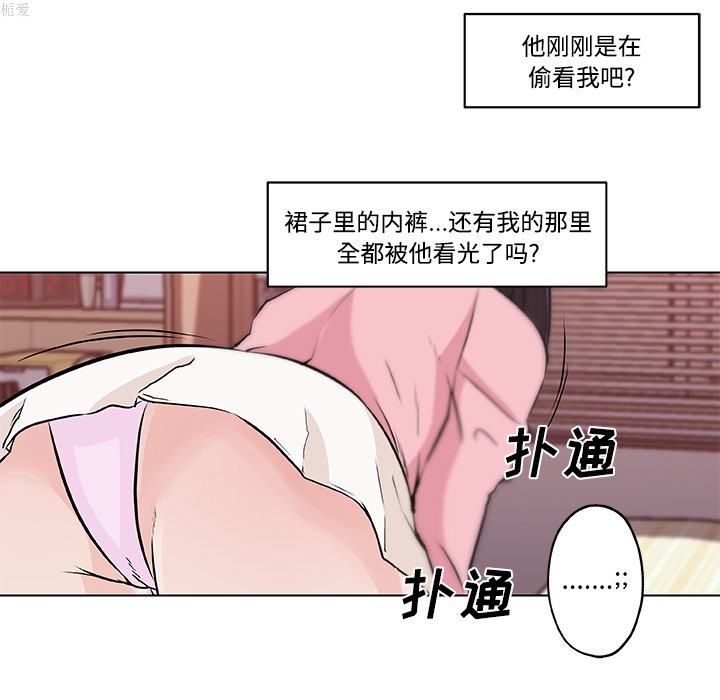 栀爱
他刚刚是在
偷看我吧?
裙子里的内裤...还有我的那里
全都被他看光了吗?
扑通
扑通
.......;;